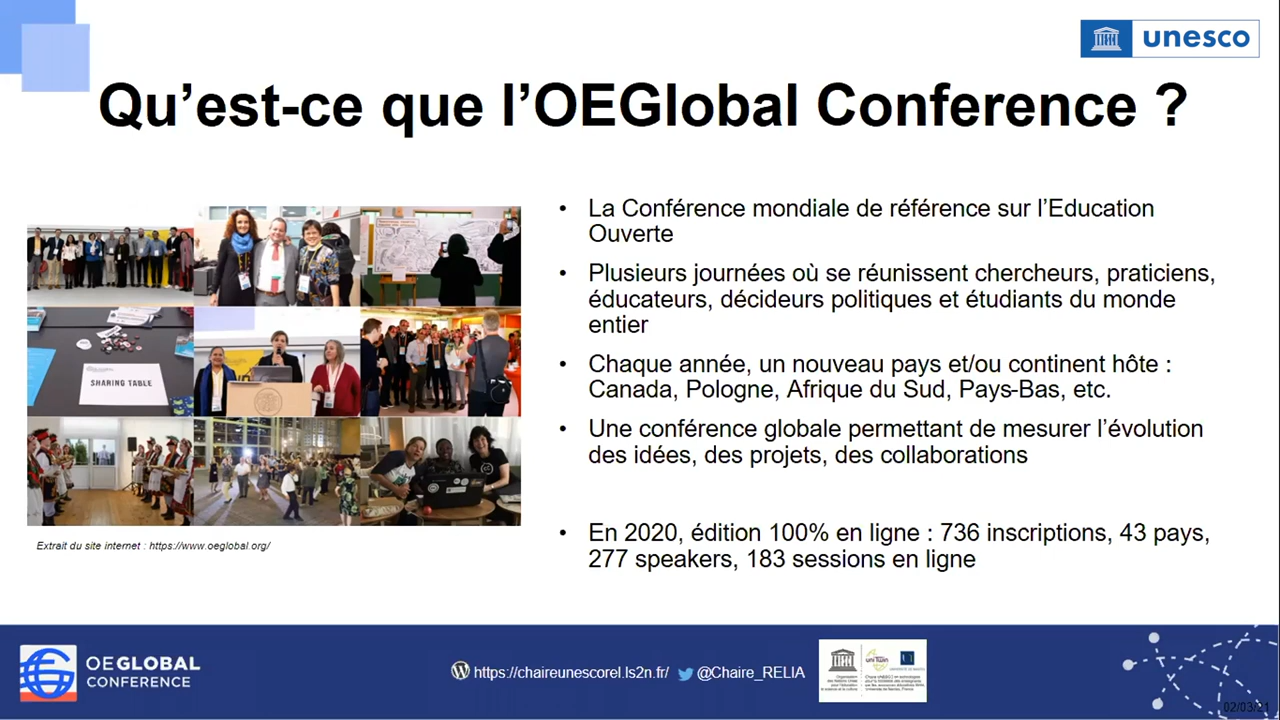 unesco
Qu’est-ce que l’OEGlobal Conference ?
• La Conférence mondiale de référence sur l’Education
Ouverte
• Plusieurs journées où se réunissent chercheurs, praticiens,
éducateurs, décideurs politiques et étudiants du monde
entier
• Chaque année, un nouveau pays et/ou continent hôte :
Canada, Pologne, Afrique du Sud, Pays-Bas, etc.
• Une conférence globale permettant de mesurer l’évolution
des idées, des projets, des collaborations
• En 2020, édition 100% en ligne : 736 inscriptions, 43 pays,
277 speakers, 183 sessions en ligne
SHARING TABLE
Extrait du site internet : https://www.oeglobal.org/
OEGLOBAL
CONFERENCE
https://chaireunescorel.ls2n.fr/
@Chaire_RELIA
uniTwin
02/03/21